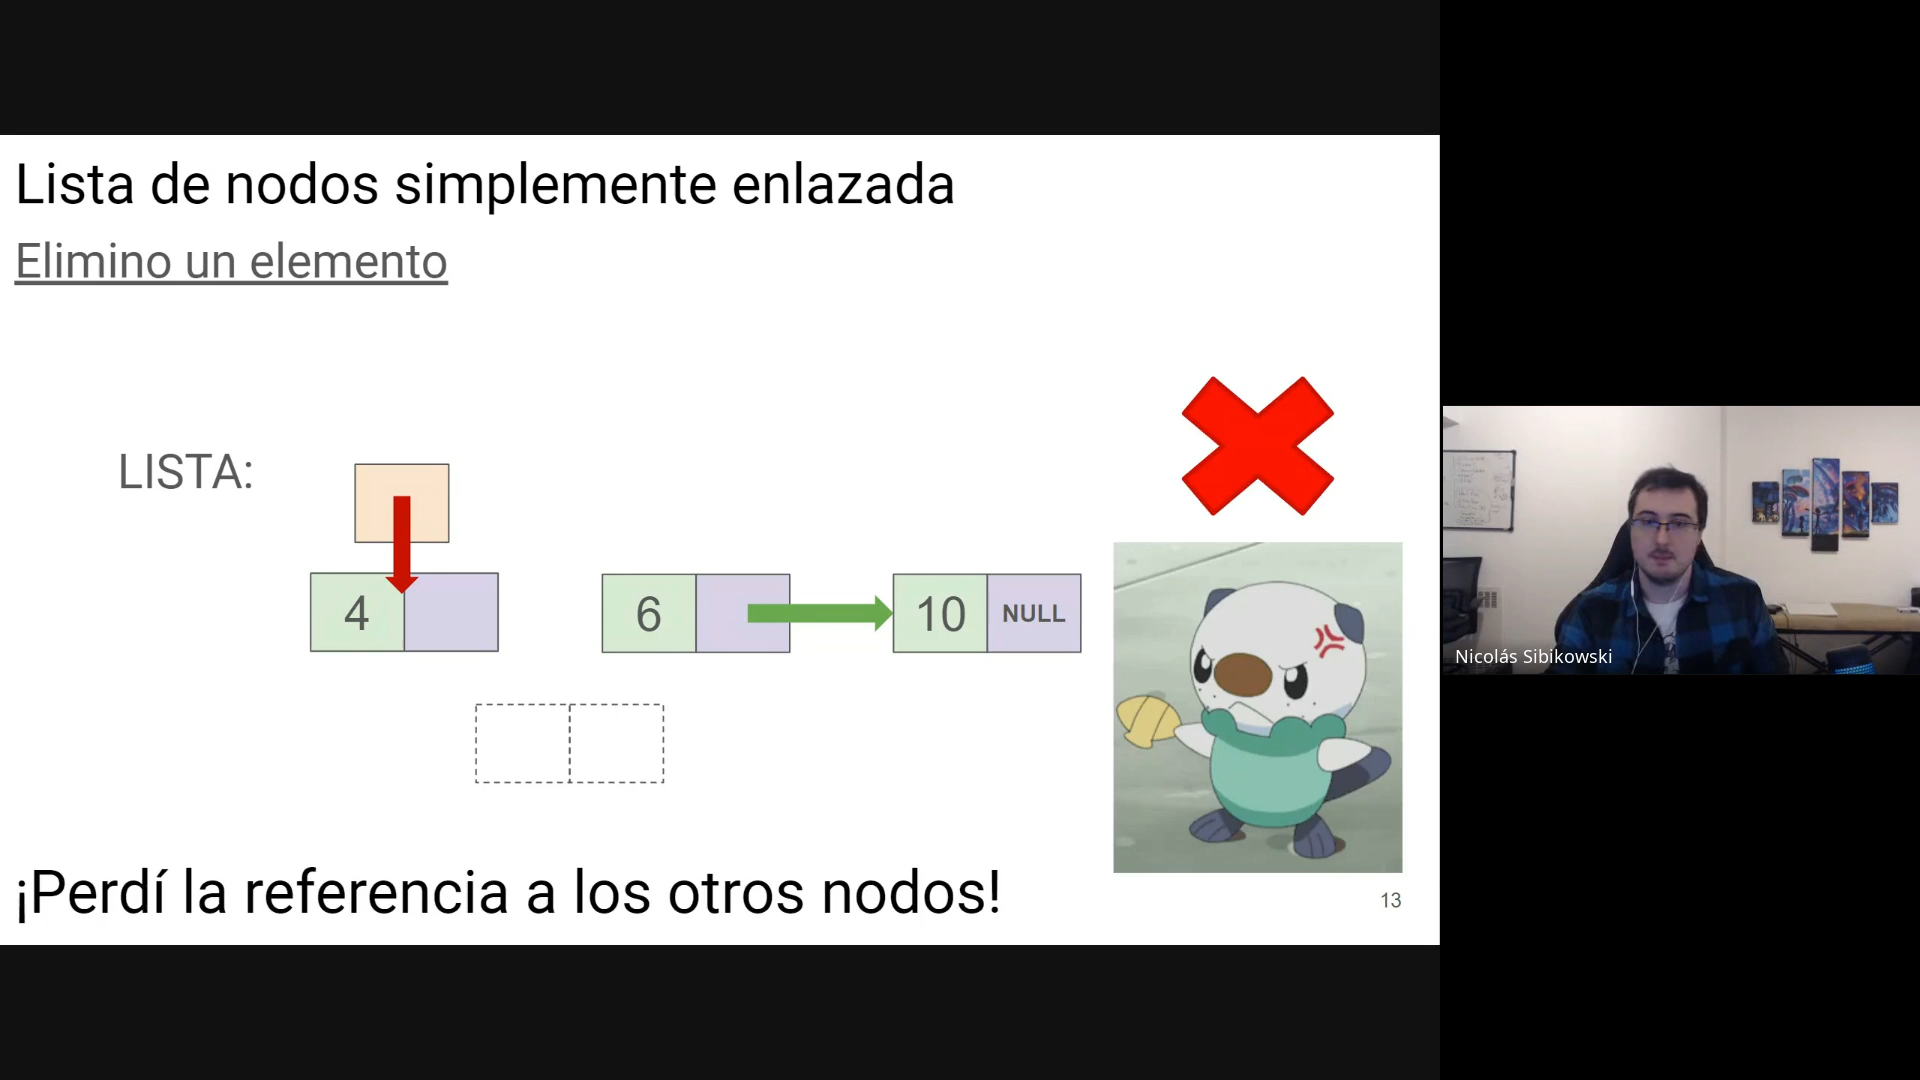 Lista de nodos simplemente enlazada
Elimino un elemento
LISTA:
4
6
10 NULL
¡Perdí la referencia a los otros nodos!
13
Nicolás Sibikowski